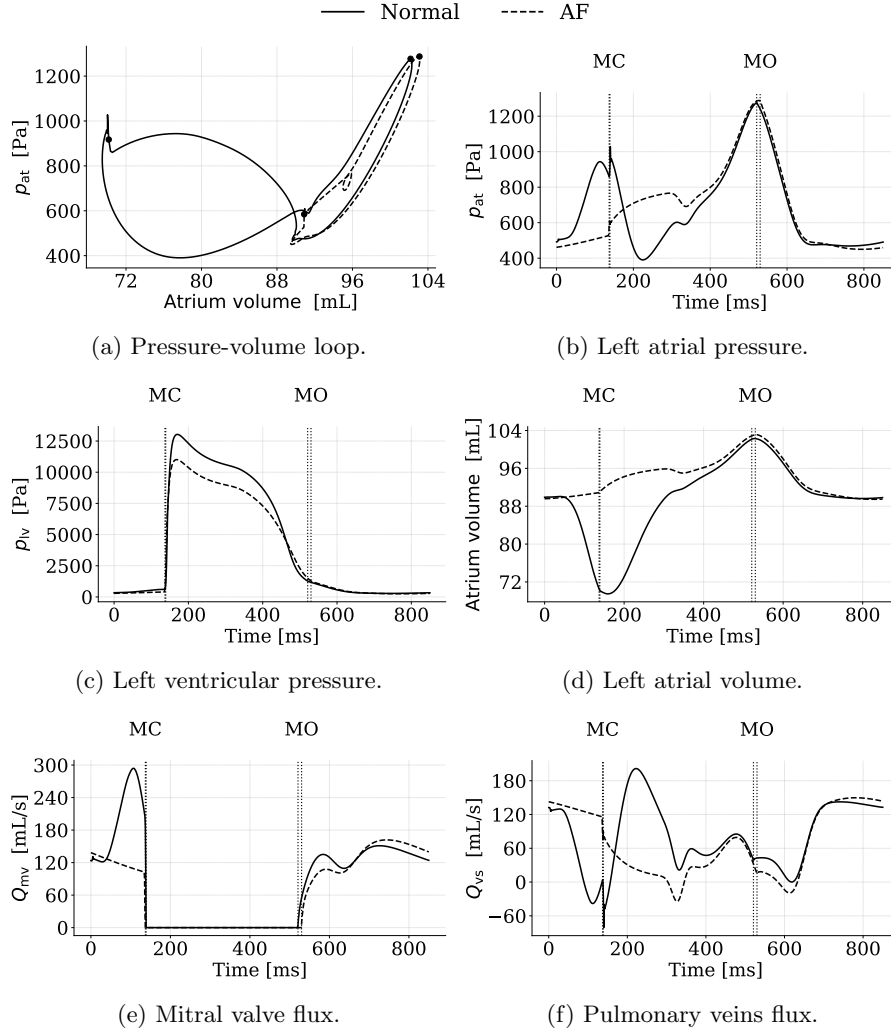 Normal AF
1200
1000
800
600
400
p_at [Pa]
72 80 88 96 104
Atrium volume [mL]
(a) Pressure-volume loop.
MC MO
1200
1000
800
600
400
p_at [Pa]
0 200 400 600 800
Time [ms]
(b) Left atrial pressure.
MC MO
12500
10000
7500
5000
2500
0
p_lv [Pa]
0 200 400 600 800
Time [ms]
(c) Left ventricular pressure.
MC MO
104
96
88
80
72
Atrium volume [mL]
0 200 400 600 800
Time [ms]
(d) Left atrial volume.
MC MO
300
240
180
120
60
0
Q_mv [mL/s]
0 200 400 600 800
Time [ms]
(e) Mitral valve flux.
MC MO
180
120
60
0
−60
Q_vs [mL/s]
0 200 400 600 800
Time [ms]
(f) Pulmonary veins flux.